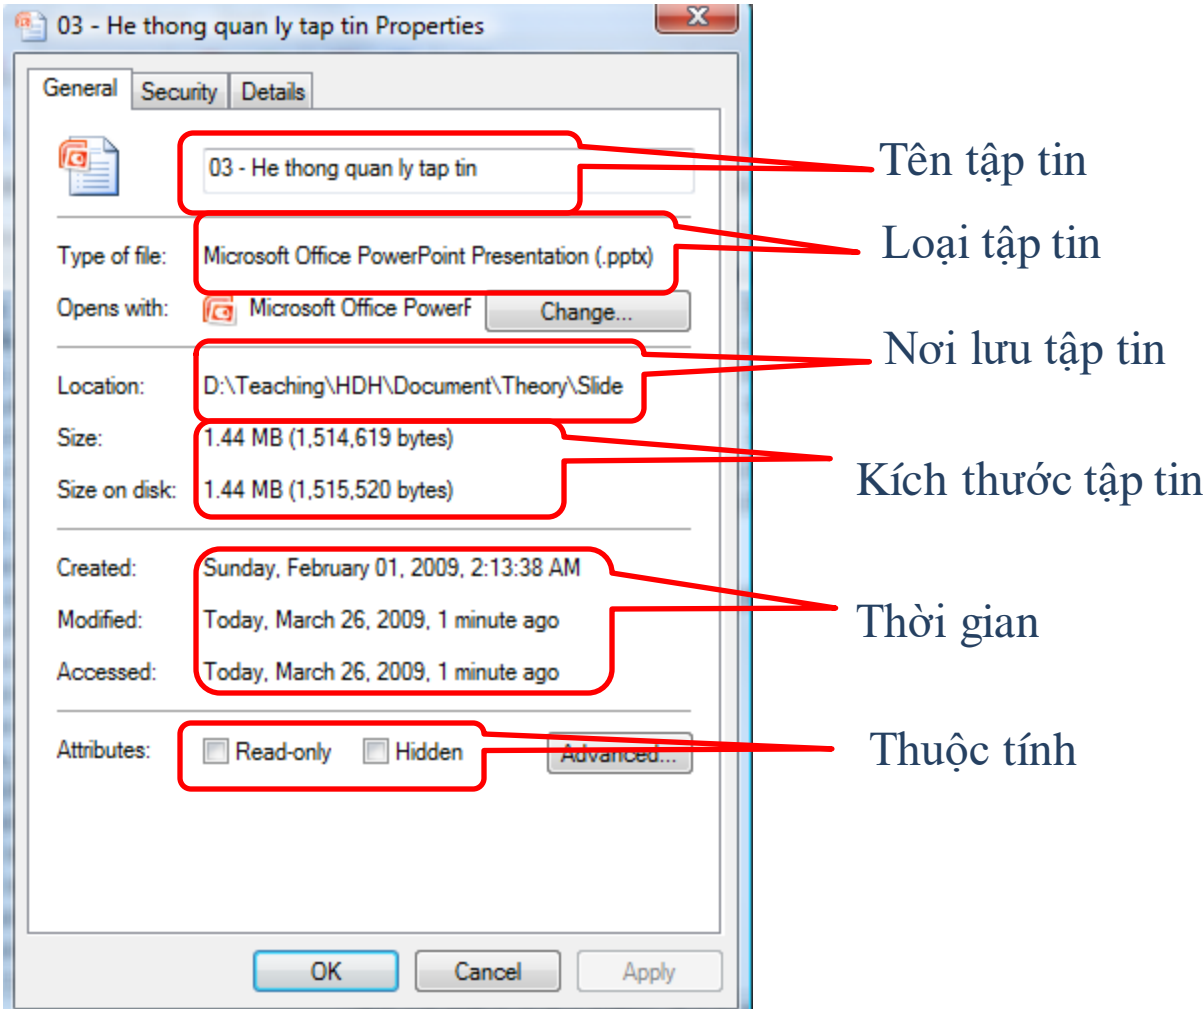 03 - He thong quan ly tap tin Properties
General Security Details
03 - He thong quan ly tap tin
Tên tập tin
Type of file: Microsoft Office PowerPoint Presentation (.pptx)
Loại tập tin
Opens with: Microsoft Office PowerF Change...
Nơi lưu tập tin
Location: D:\Teaching\HDH\Document\Theory\Slide
Size: 1.44 MB (1,514,619 bytes)
Kích thước tập tin
Size on disk: 1.44 MB (1,515,520 bytes)
Created: Sunday, February 01, 2009, 2:13:38 AM
Modified: Today, March 26, 2009, 1 minute ago
Thời gian
Accessed: Today, March 26, 2009, 1 minute ago
Attributes: Read-only Hidden Advanced...
Thuộc tính
OK Cancel Apply